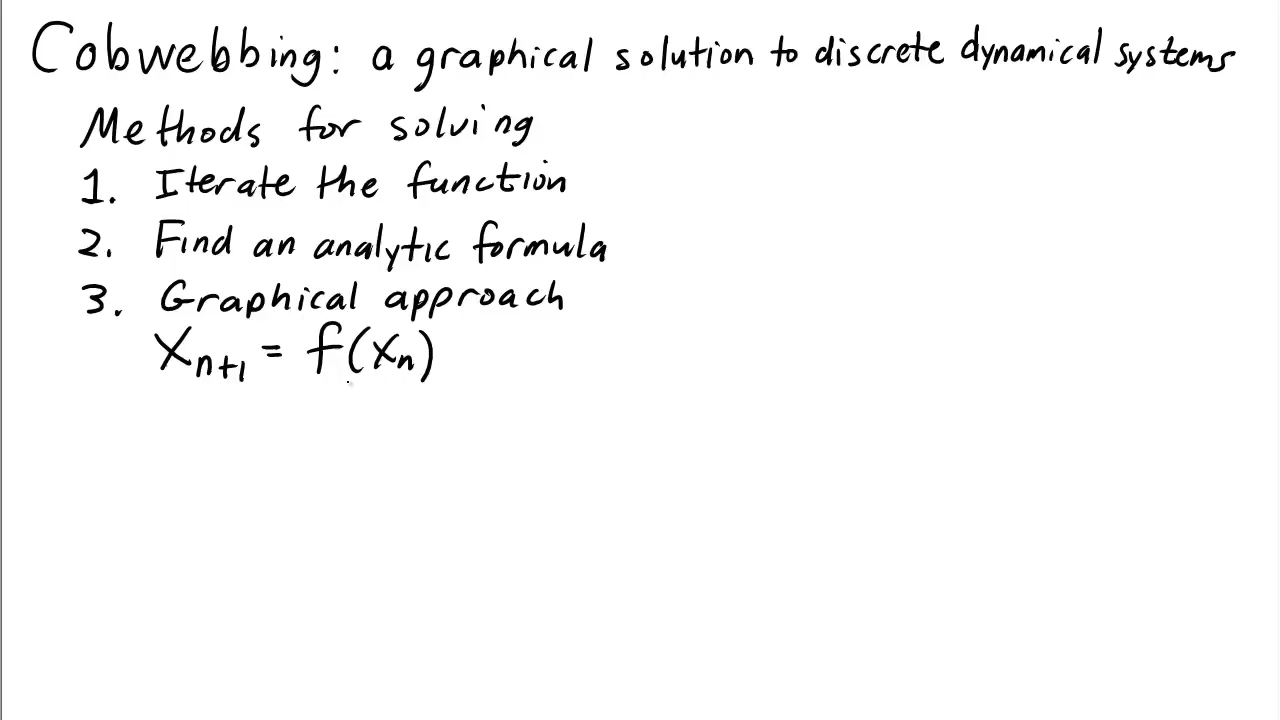 Cobwebbing: a graphical solution to discrete dynamical systems
Methods for solving
1. Iterate the function
2. Find an analytic formula
3. Graphical approach
xₙ₊₁ = f(xₙ)